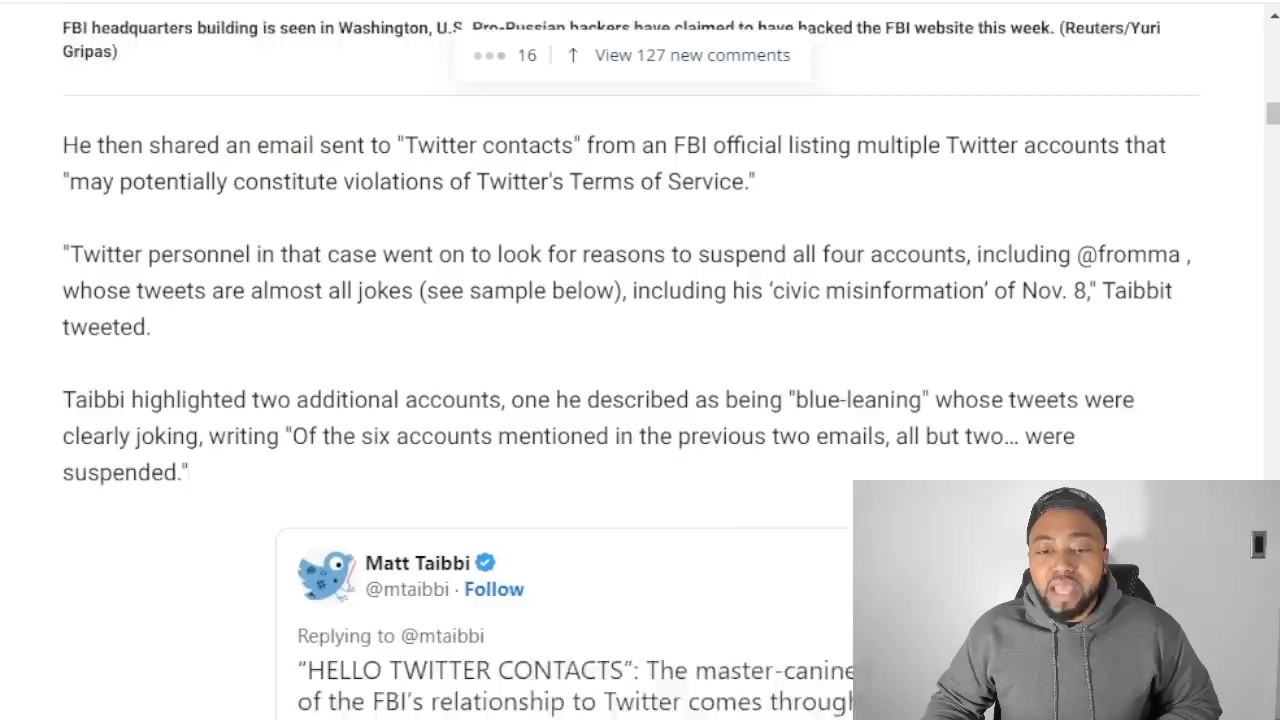 FBI headquarters building is seen in Washington, U.S. Pro-Russian hackers have claimed to have hacked the FBI website this week. (Reuters/Yuri
Gripas)
16 View 127 new comments
He then shared an email sent to "Twitter contacts" from an FBI official listing multiple Twitter accounts that
"may potentially constitute violations of Twitter's Terms of Service."
"Twitter personnel in that case went on to look for reasons to suspend all four accounts, including @fromma ,
whose tweets are almost all jokes (see sample below), including his ‘civic misinformation’ of Nov. 8," Taibbit
tweeted.
Taibbi highlighted two additional accounts, one he described as being "blue-leaning" whose tweets were
clearly joking, writing "Of the six accounts mentioned in the previous two emails, all but two… were
suspended."
Matt Taibbi
@mtaibbi · Follow
Replying to @mtaibbi
“HELLO TWITTER CONTACTS”: The master-canine
of the FBI’s relationship to Twitter comes through